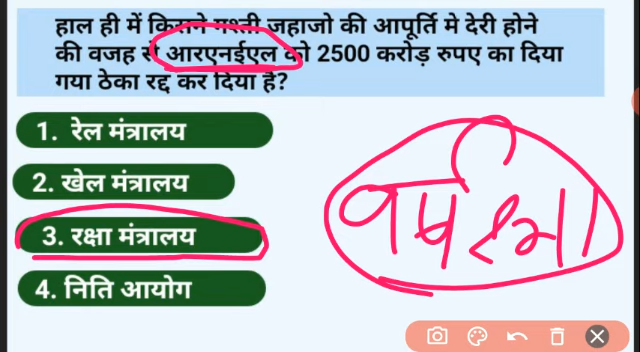 हाल ही में किसने गश्ती जहाजो की आपूर्ति मे देरी होने
की वजह से आरएनईएल को 2500 करोड़ रुपए का दिया
गया ठेका रद्द कर दिया है?
1. रेल मंत्रालय
2. खेल मंत्रालय
3. रक्षा मंत्रालय
4. निति आयोग